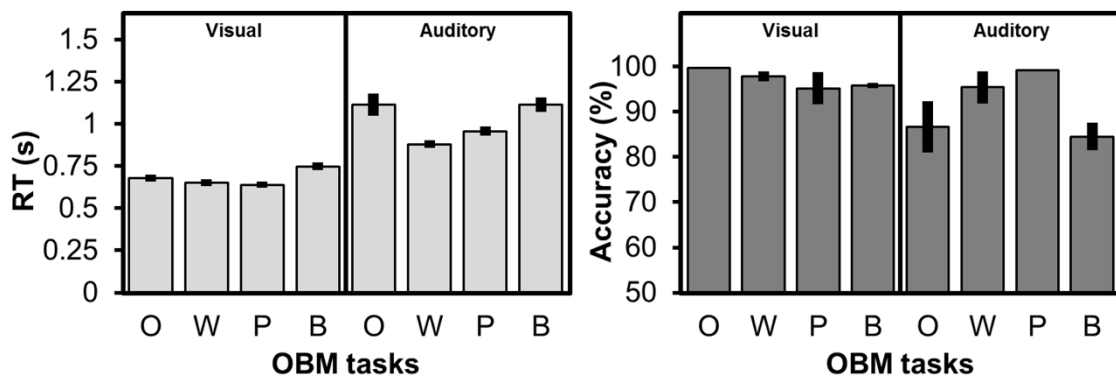 Visual Auditory
1.5
1.25
1
0.75
0.5
0.25
0
RT (s)
O W P B O W P B
OBM tasks
Visual Auditory
100
90
80
70
60
50
Accuracy (%)
O W P B O W P B
OBM tasks